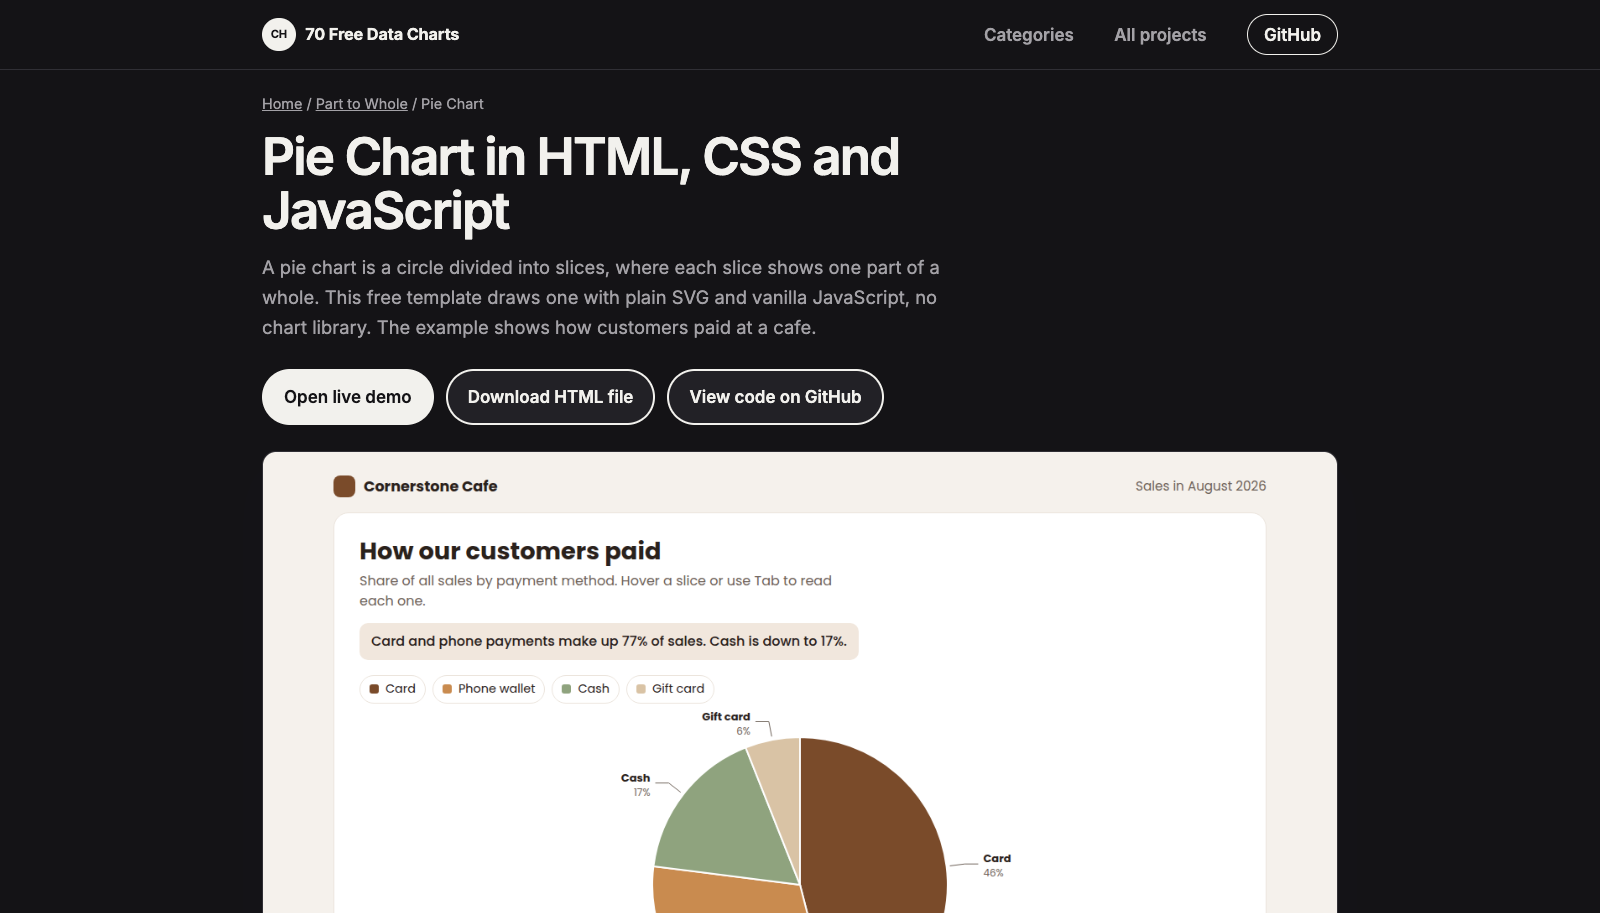 CH 70 Free Data Charts
Categories
All projects
GitHub
Home / Part to Whole / Pie Chart
Pie Chart in HTML, CSS and
JavaScript
A pie chart is a circle divided into slices, where each slice shows one part of a
whole. This free template draws one with plain SVG and vanilla JavaScript, no
chart library. The example shows how customers paid at a cafe.
Open live demo
Download HTML file
View code on GitHub
Cornerstone Cafe
Sales in August 2026
How our customers paid
Share of all sales by payment method. Hover a slice or use Tab to read
each one.
Card and phone payments make up 77% of sales. Cash is down to 17%.
Card
Phone wallet
Cash
Gift card
Gift card
6%
Cash
17%
Card
46%